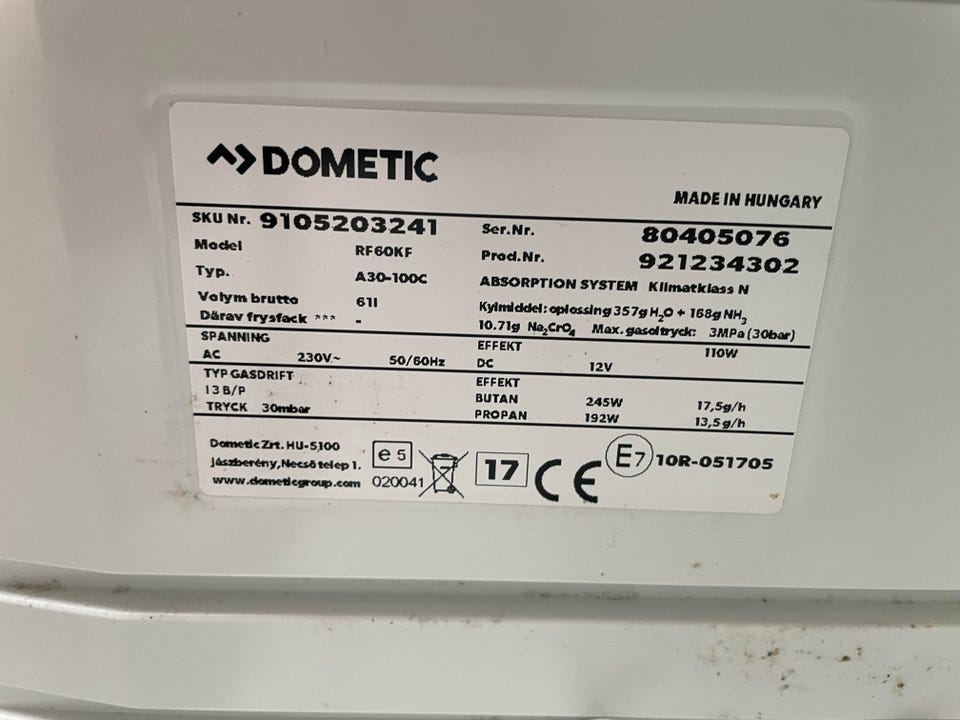 DOMETIC
MADE IN HUNGARY
SKU Nr. 9105203241 Ser.Nr. 80405076
Model RF60KF Prod.Nr. 921234302
Typ. A30-100C ABSORPTION SYSTEM Klimatklass N
Volym brutto 61l Kylmiddel: oplossing 357g H₂O + 168g NH₃
Därav frysfack *** - 10.71g Na₂CrO₄ Max. gasoltryck: 3MPa (30bar)
SPANNING EFFEKT 110W
AC 230V~ 50/60Hz DC 12V
TYP GASDRIFT EFFEKT
I 3 B/P BUTAN 245W 17,5g/h
TRYCK 30mbar PROPAN 192W 13,5g/h
Dometic Zrt. HU-5100
Jászberény, Necső telep 1.
www.dometicgroup.com
e 5
020041
17
CE
E7 10R-051705